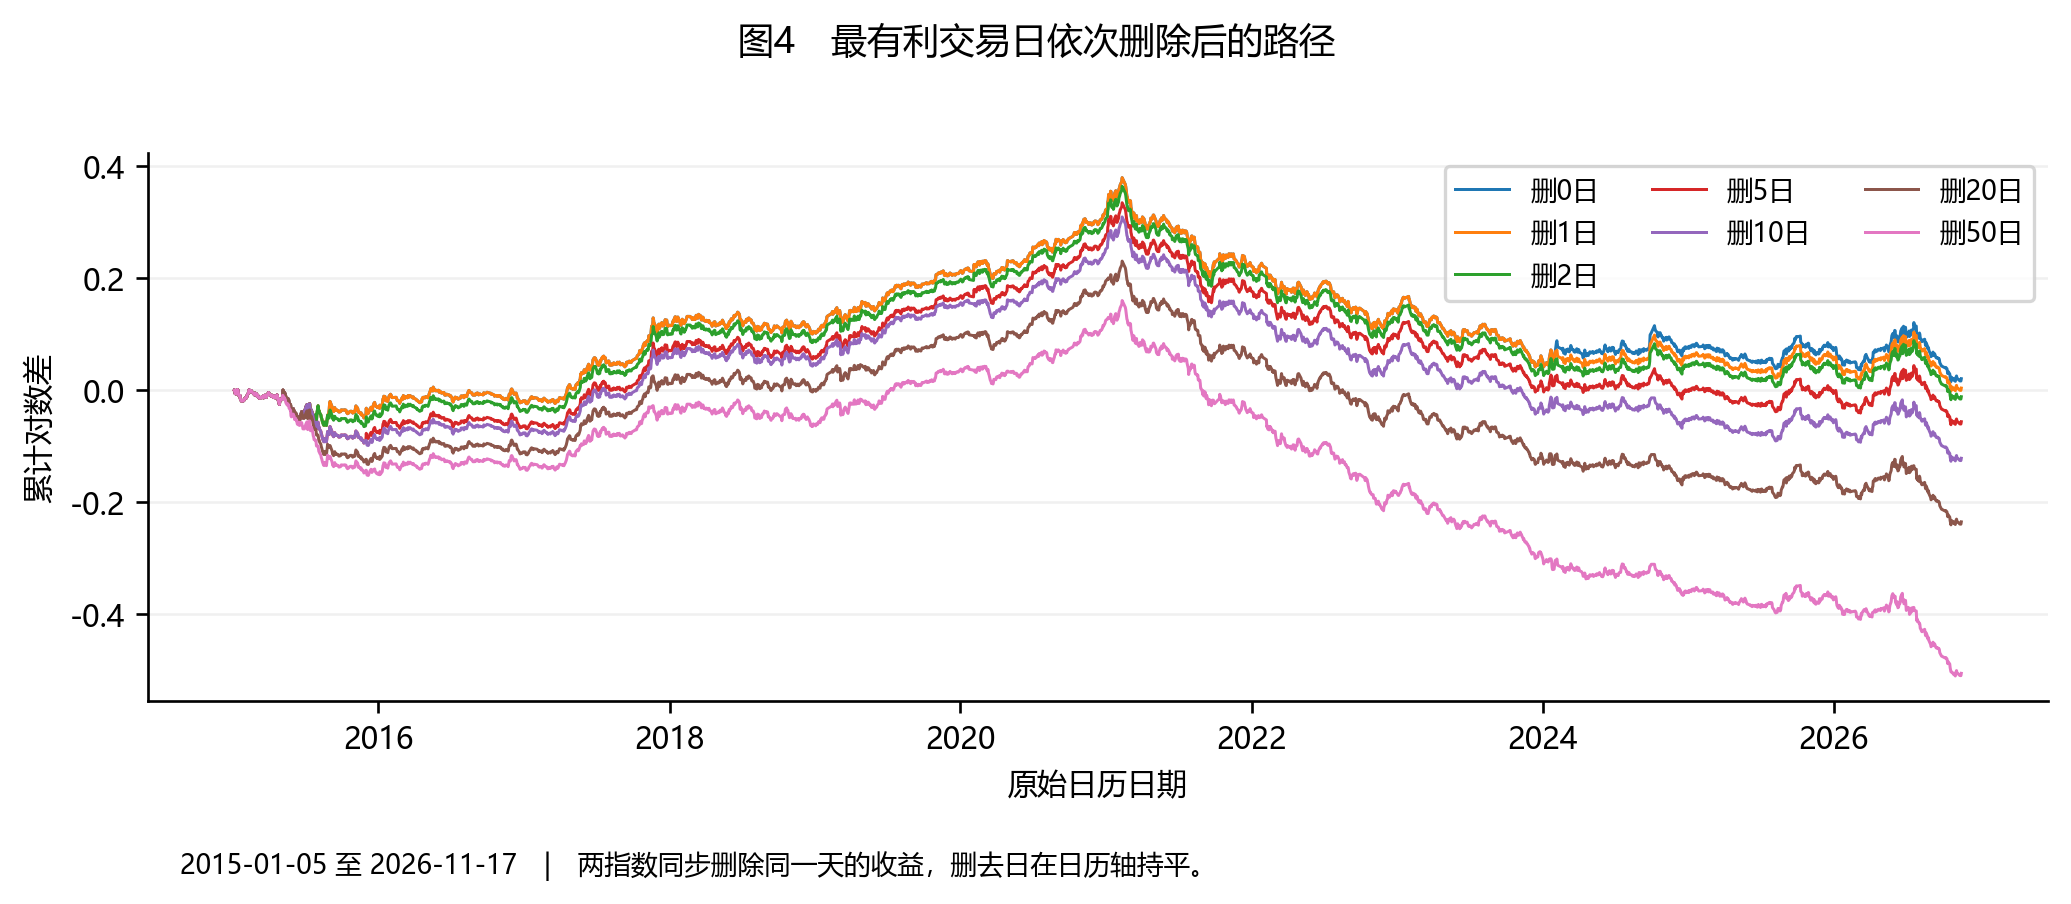 图4 最有利交易日依次删除后的路径
累计对数差
0.4
0.2
0.0
-0.2
-0.4
删0日
删1日
删2日
删5日
删10日
删20日
删50日
2016 2018 2020 2022 2024 2026
原始日历日期
2015-01-05 至 2026-11-17 | 两指数同步删除同一天的收益，删去日在日历轴持平。